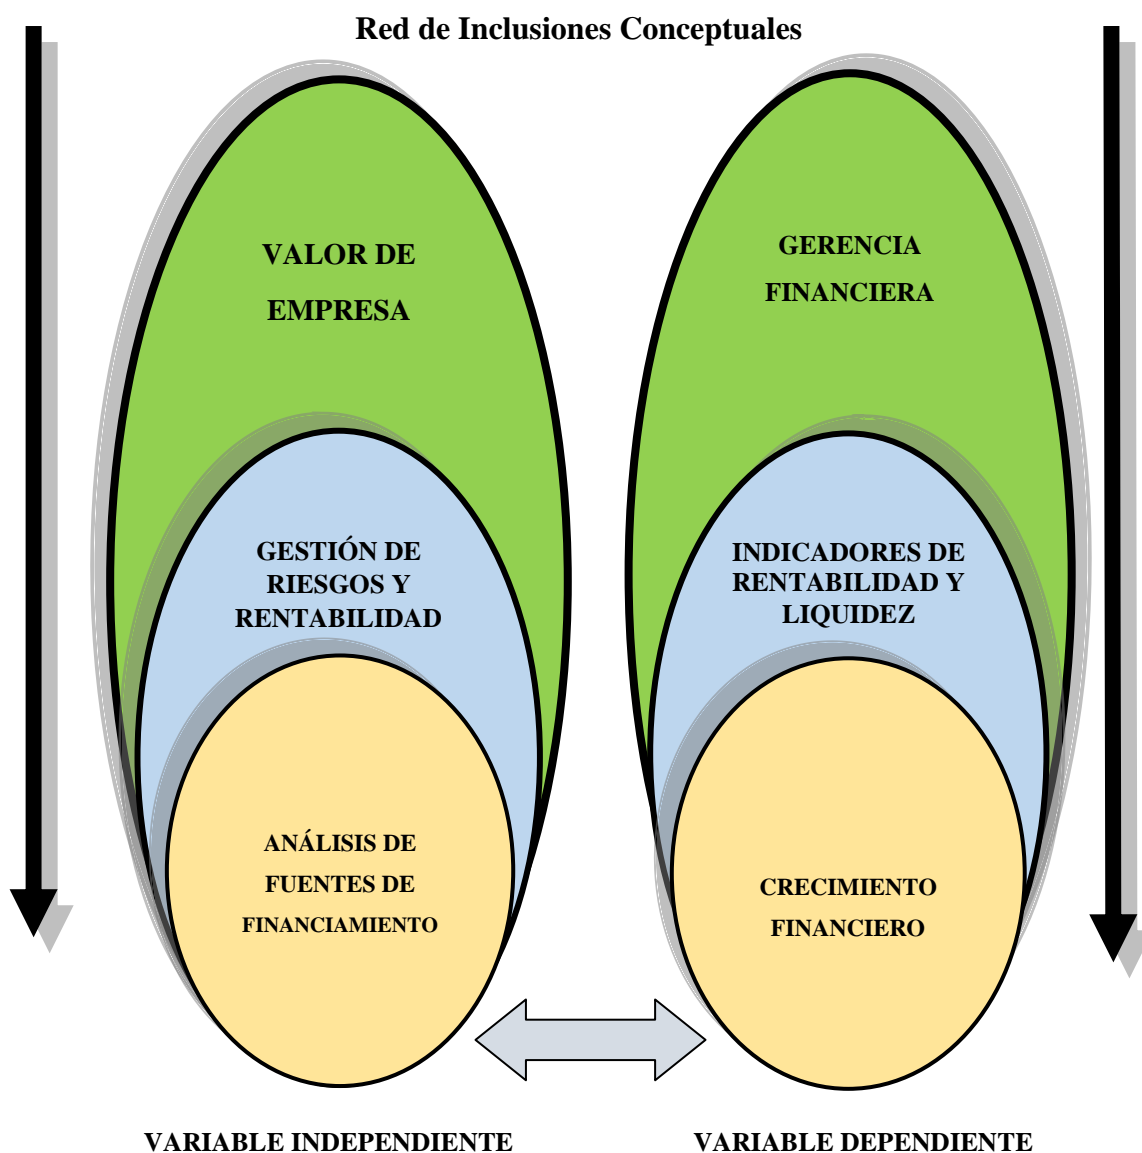 Red de Inclusiones Conceptuales
VALOR DE
EMPRESA
GESTIÓN DE
RIESGOS Y
RENTABILIDAD
ANÁLISIS DE
FUENTES DE
FINANCIAMIENTO
GERENCIA
FINANCIERA
INDICADORES DE
RENTABILIDAD Y
LIQUIDEZ
CRECIMIENTO
FINANCIERO
VARIABLE INDEPENDIENTE
VARIABLE DEPENDIENTE